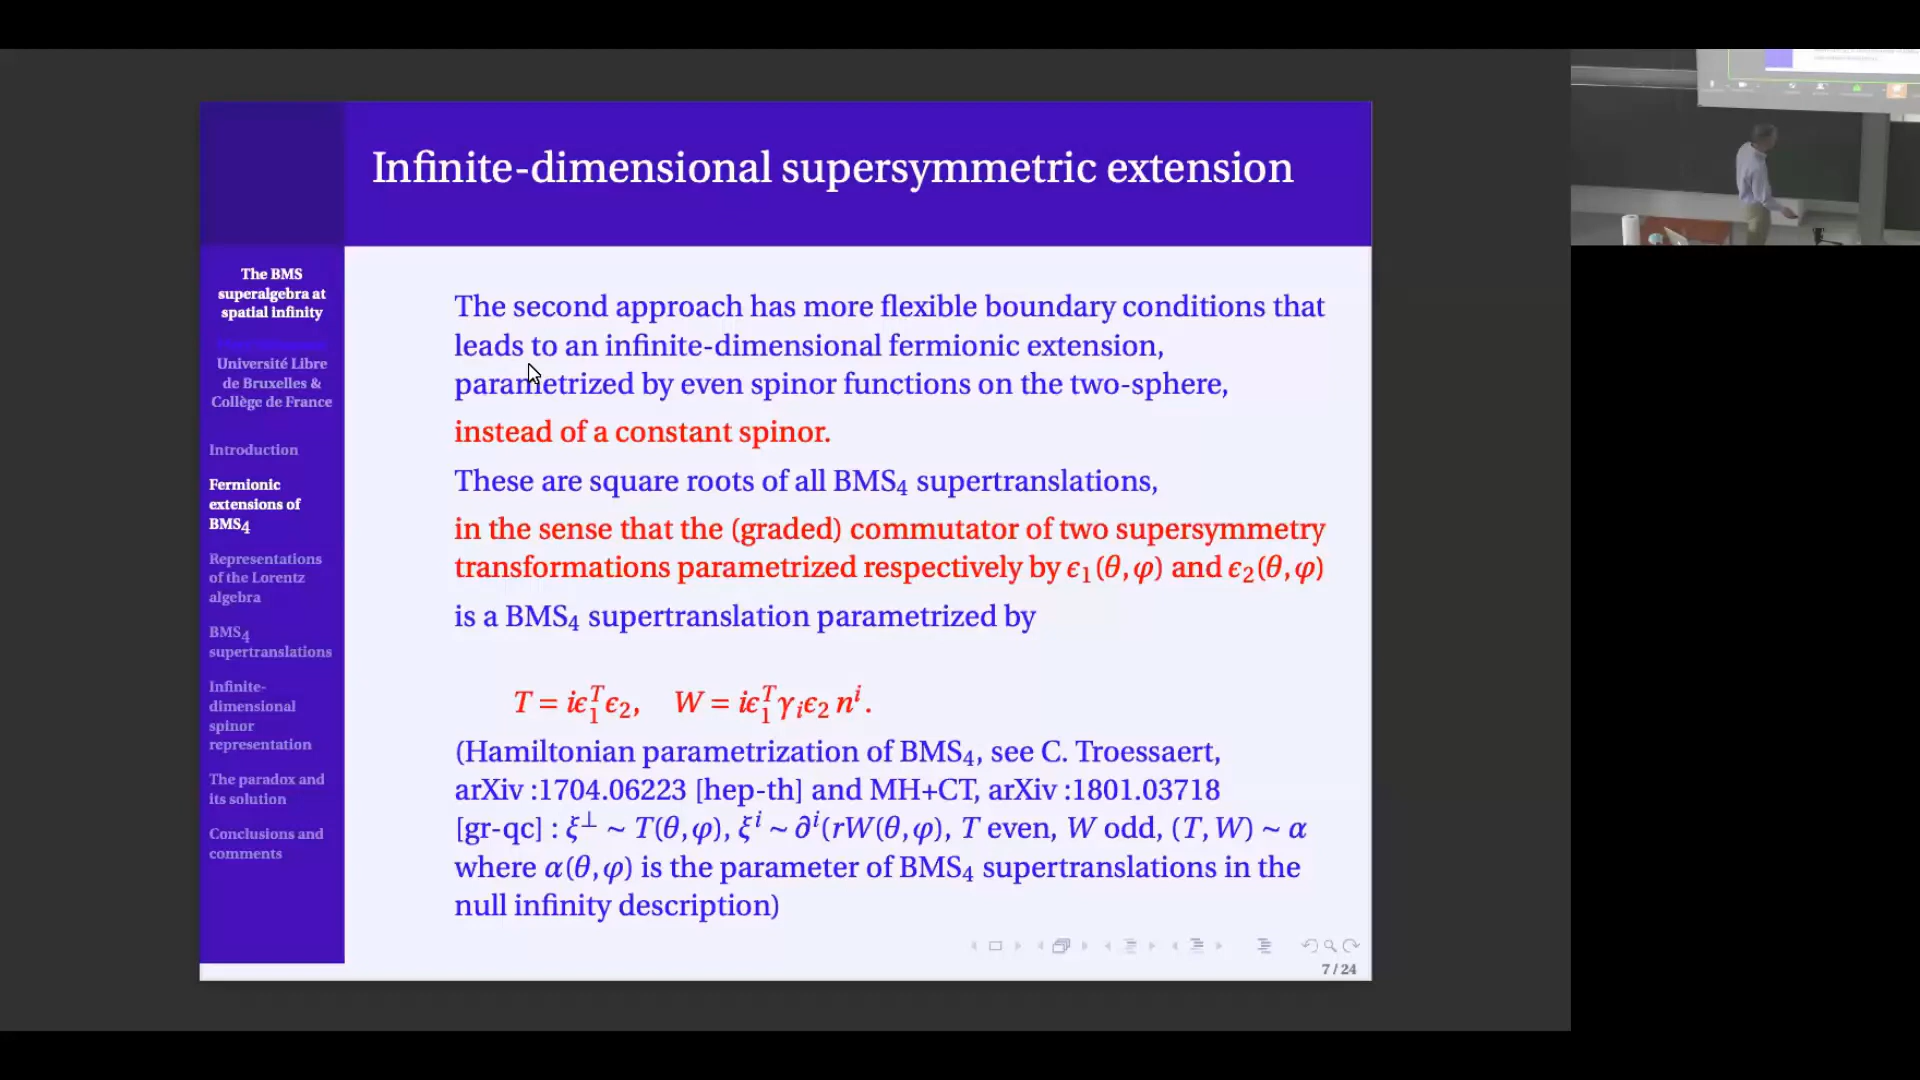 Infinite-dimensional supersymmetric extension
The BMS
superalgebra at
spatial infinity
Université Libre
de Bruxelles &
Collège de France
Introduction
Fermionic
extensions of
BMS₄
Representations
of the Lorentz
algebra
BMS₄
supertranslations
Infinite-
dimensional
spinor
representation
The paradox and
its solution
Conclusions and
comments
The second approach has more flexible boundary conditions that
leads to an infinite-dimensional fermionic extension,
parametrized by even spinor functions on the two-sphere,
instead of a constant spinor.
These are square roots of all BMS₄ supertranslations,
in the sense that the (graded) commutator of two supersymmetry
transformations parametrized respectively by ϵ₁(θ,φ) and ϵ₂(θ,φ)
is a BMS₄ supertranslation parametrized by
T = iϵ₁ᵀϵ₂, W = iϵ₁ᵀγᵢϵ₂ nⁱ.
(Hamiltonian parametrization of BMS₄, see C. Troessaert,
arXiv :1704.06223 [hep-th] and MH+CT, arXiv :1801.03718
[gr-qc] : ξ^⊥ ~ T(θ,φ), ξⁱ ~ ∂ⁱ(rW(θ,φ), T even, W odd, (T,W) ~ α
where α(θ,φ) is the parameter of BMS₄ supertranslations in the
null infinity description)
7 / 24